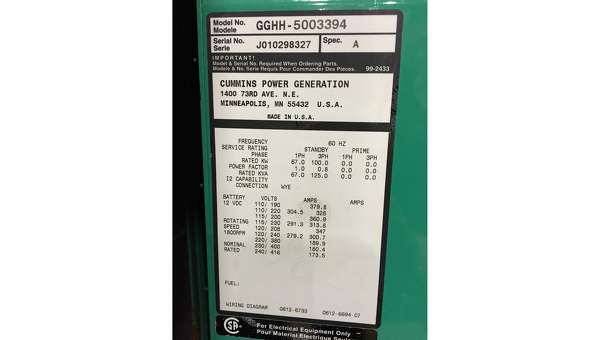 Model No.
Modele
GGHH-5003394
Serial No.
Serie
J010298327
Spec.
A
IMPORTANT!
Model & Serial No. Required When Ordering Parts.
Modele & No. Serie Requis Pour Commander Des Pieces.
99-2433
CUMMINS POWER GENERATION
1400 73RD AVE. N.E.
MINNEAPOLIS, MN 55432 U.S.A.
MADE IN U.S.A.
FREQUENCY 60 HZ
SERVICE RATING STANDBY PRIME
PHASE 1PH 3PH 1PH 3PH
RATED KW 67.0 100.0 0.0 0.0
POWER FACTOR 1.0 0.8 0.0 0.0
RATED KVA 67.0 125.0 0.0 0.0
I2 CAPABILITY
CONNECTION WYE
BATTERY VOLTS AMPS AMPS
12 VDC 110/ 190 379.8
110/ 220 304.5 328
115/ 200 360.9
ROTATING 115/ 230 291.3 313.8
SPEED 120/ 208 347
1800RPM 120/ 240 279.2 300.7
220/ 380 189.9
NOMINAL 230/ 400 180.4
RATED 240/ 416 173.5
FUEL:
WIRING DIAGRAM 0612-6733 0612-6694-07
CSA
For Electrical Equipment Only
Pour Materiel Electrique Seule